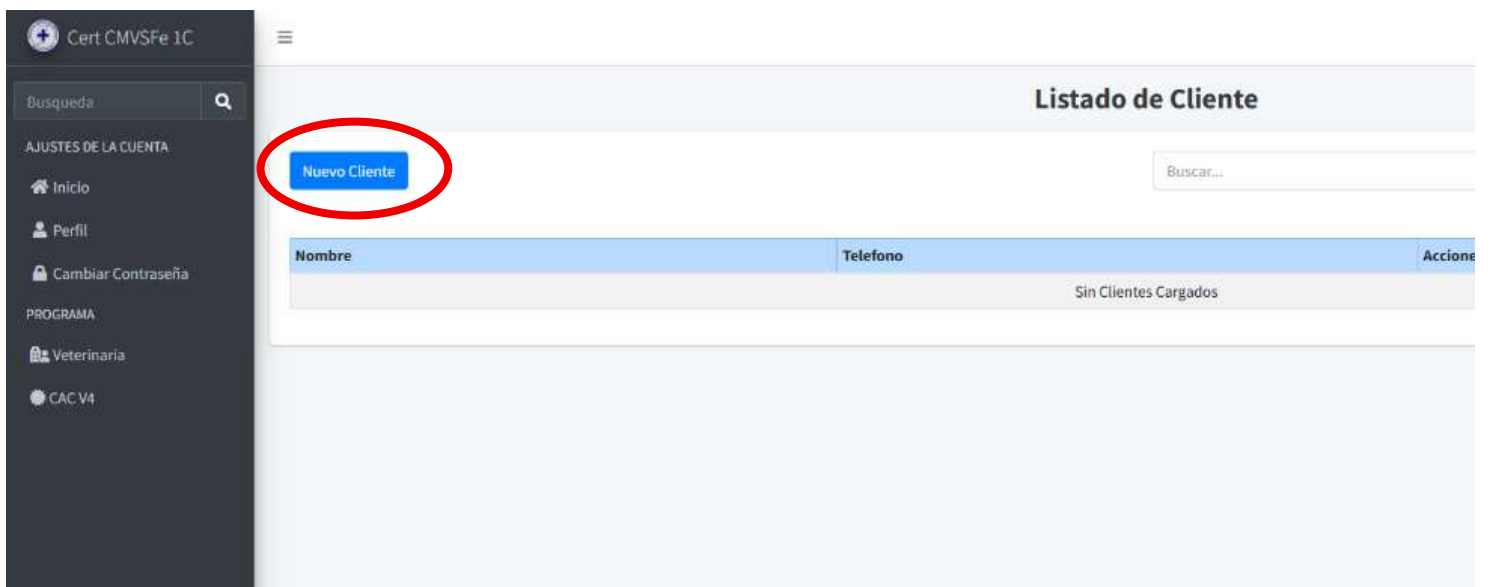 Cert CMVSFe 1C
Busqueda
AJUSTES DE LA CUENTA
Inicio
Perfil
Cambiar Contraseña
PROGRAMA
Veterinaria
CAC V4
Listado de Cliente
Nuevo Cliente
Buscar...
Nombre Telefono Accione
Sin Clientes Cargados